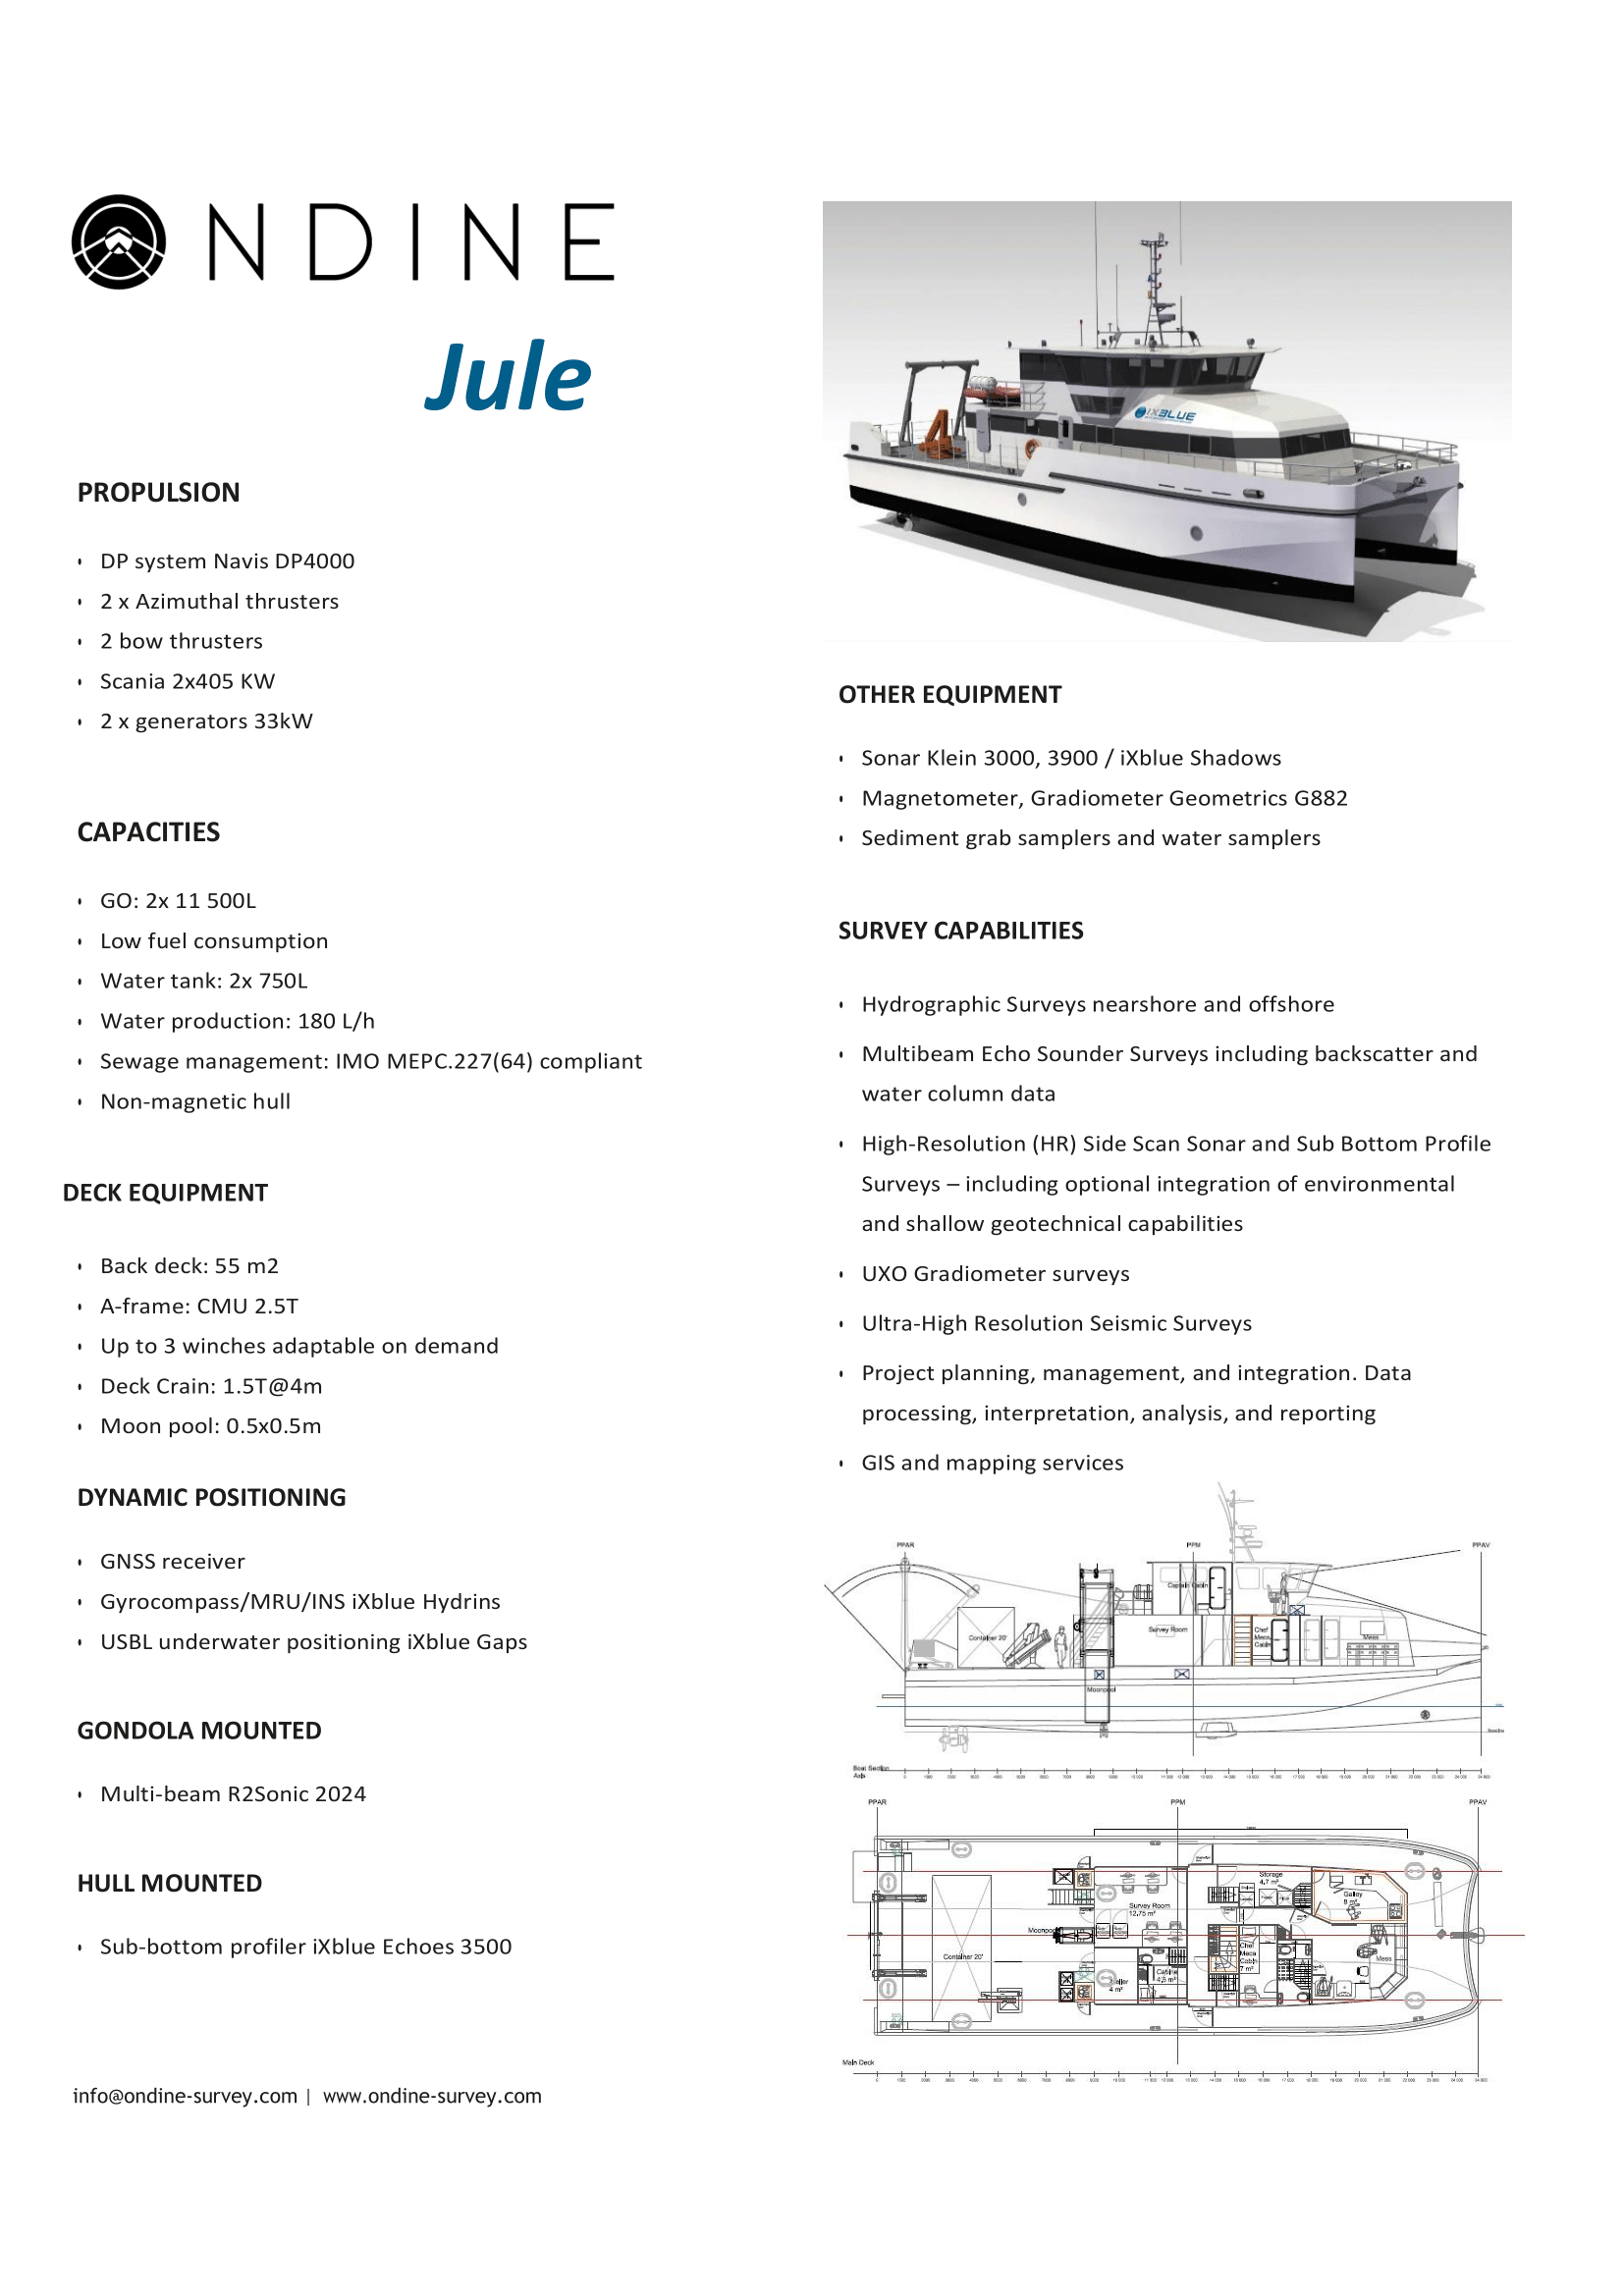 ONDINE
Jule
PROPULSION
DP system Navis DP4000
2 x Azimuthal thrusters
2 bow thrusters
Scania 2x405 KW
2 x generators 33kW
CAPACITIES
GO: 2x 11 500L
Low fuel consumption
Water tank: 2x 750L
Water production: 180 L/h
Sewage management: IMO MEPC.227(64) compliant
Non-magnetic hull
DECK EQUIPMENT
Back deck: 55 m2
A-frame: CMU 2.5T
Up to 3 winches adaptable on demand
Deck Crain: 1.5T@4m
Moon pool: 0.5x0.5m
DYNAMIC POSITIONING
GNSS receiver
Gyrocompass/MRU/INS iXblue Hydrins
USBL underwater positioning iXblue Gaps
GONDOLA MOUNTED
Multi-beam R2Sonic 2024
HULL MOUNTED
Sub-bottom profiler iXblue Echoes 3500
info@ondine-survey.com | www.ondine-survey.com
IXBLUE
OTHER EQUIPMENT
Sonar Klein 3000, 3900 / iXblue Shadows
Magnetometer, Gradiometer Geometrics G882
Sediment grab samplers and water samplers
SURVEY CAPABILITIES
Hydrographic Surveys nearshore and offshore
Multibeam Echo Sounder Surveys including backscatter and
water column data
High-Resolution (HR) Side Scan Sonar and Sub Bottom Profile
Surveys – including optional integration of environmental
and shallow geotechnical capabilities
UXO Gradiometer surveys
Ultra-High Resolution Seismic Surveys
Project planning, management, and integration. Data
processing, interpretation, analysis, and reporting
GIS and mapping services
PPAR PPM PPAV
Captain Cabin
Container 20'
Survey Room
Chef
Meca
Cabin
Mess
Moonpool
Boat Section
Axis
PPAR PPM PPAV
Storage
4,7 m²
Galley
8 m²
Survey Room
12,75 m²
Moonpool
Container 20'
Chef
Meca
Cabin
7 m²
Mess
Atelier
4 m²
Cabine
4,5 m²
Main Deck